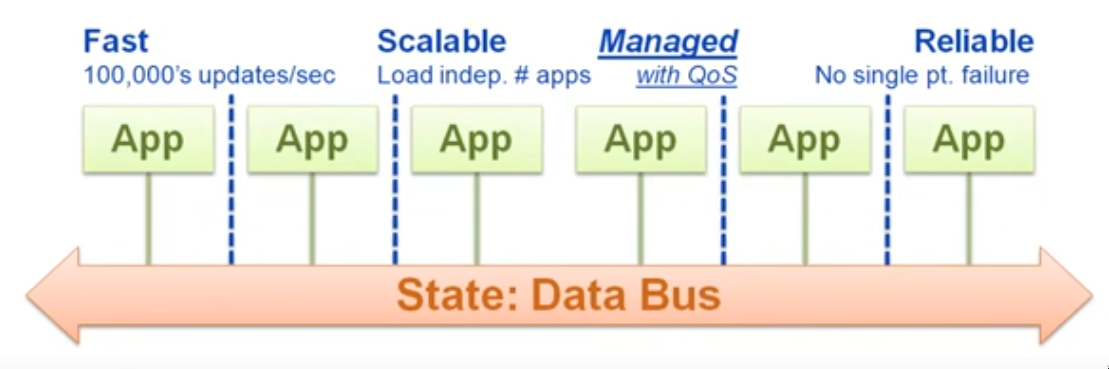 Fast
100,000's updates/sec
Scalable
Load indep. # apps
Managed
with QoS
Reliable
No single pt. failure
App
App
App
App
App
App
State: Data Bus